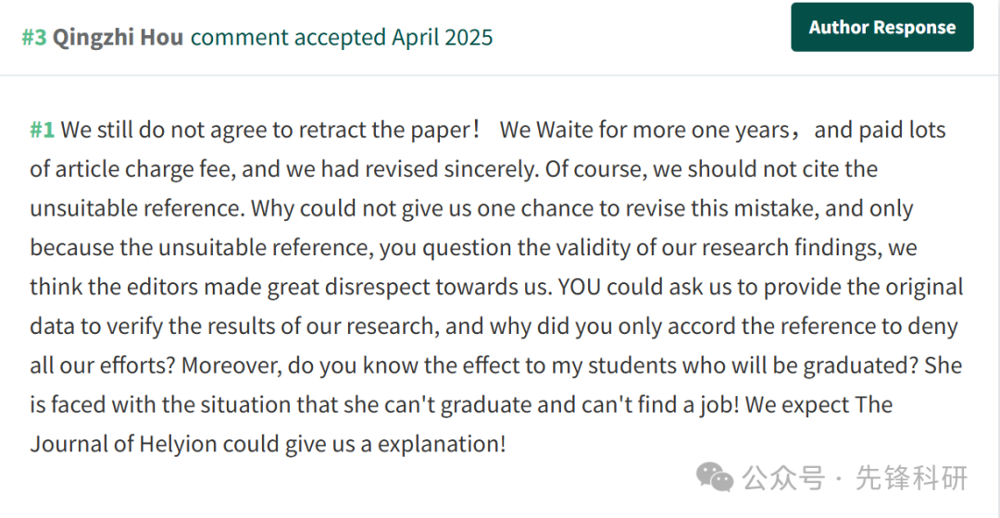 #3 Qingzhi Hou comment accepted April 2025
Author Response
#1 We still do not agree to retract the paper！ We Waite for more one years，and paid lots
of article charge fee, and we had revised sincerely. Of course, we should not cite the
unsuitable reference. Why could not give us one chance to revise this mistake, and only
because the unsuitable reference, you question the validity of our research findings, we
think the editors made great disrespect towards us. YOU could ask us to provide the original
data to verify the results of our research, and why did you only accord the reference to deny
all our efforts? Moreover, do you know the effect to my students who will be graduated? She
is faced with the situation that she can't graduate and can't find a job! We expect The
Journal of Helyion could give us a explanation!
公众号 · 先锋科研